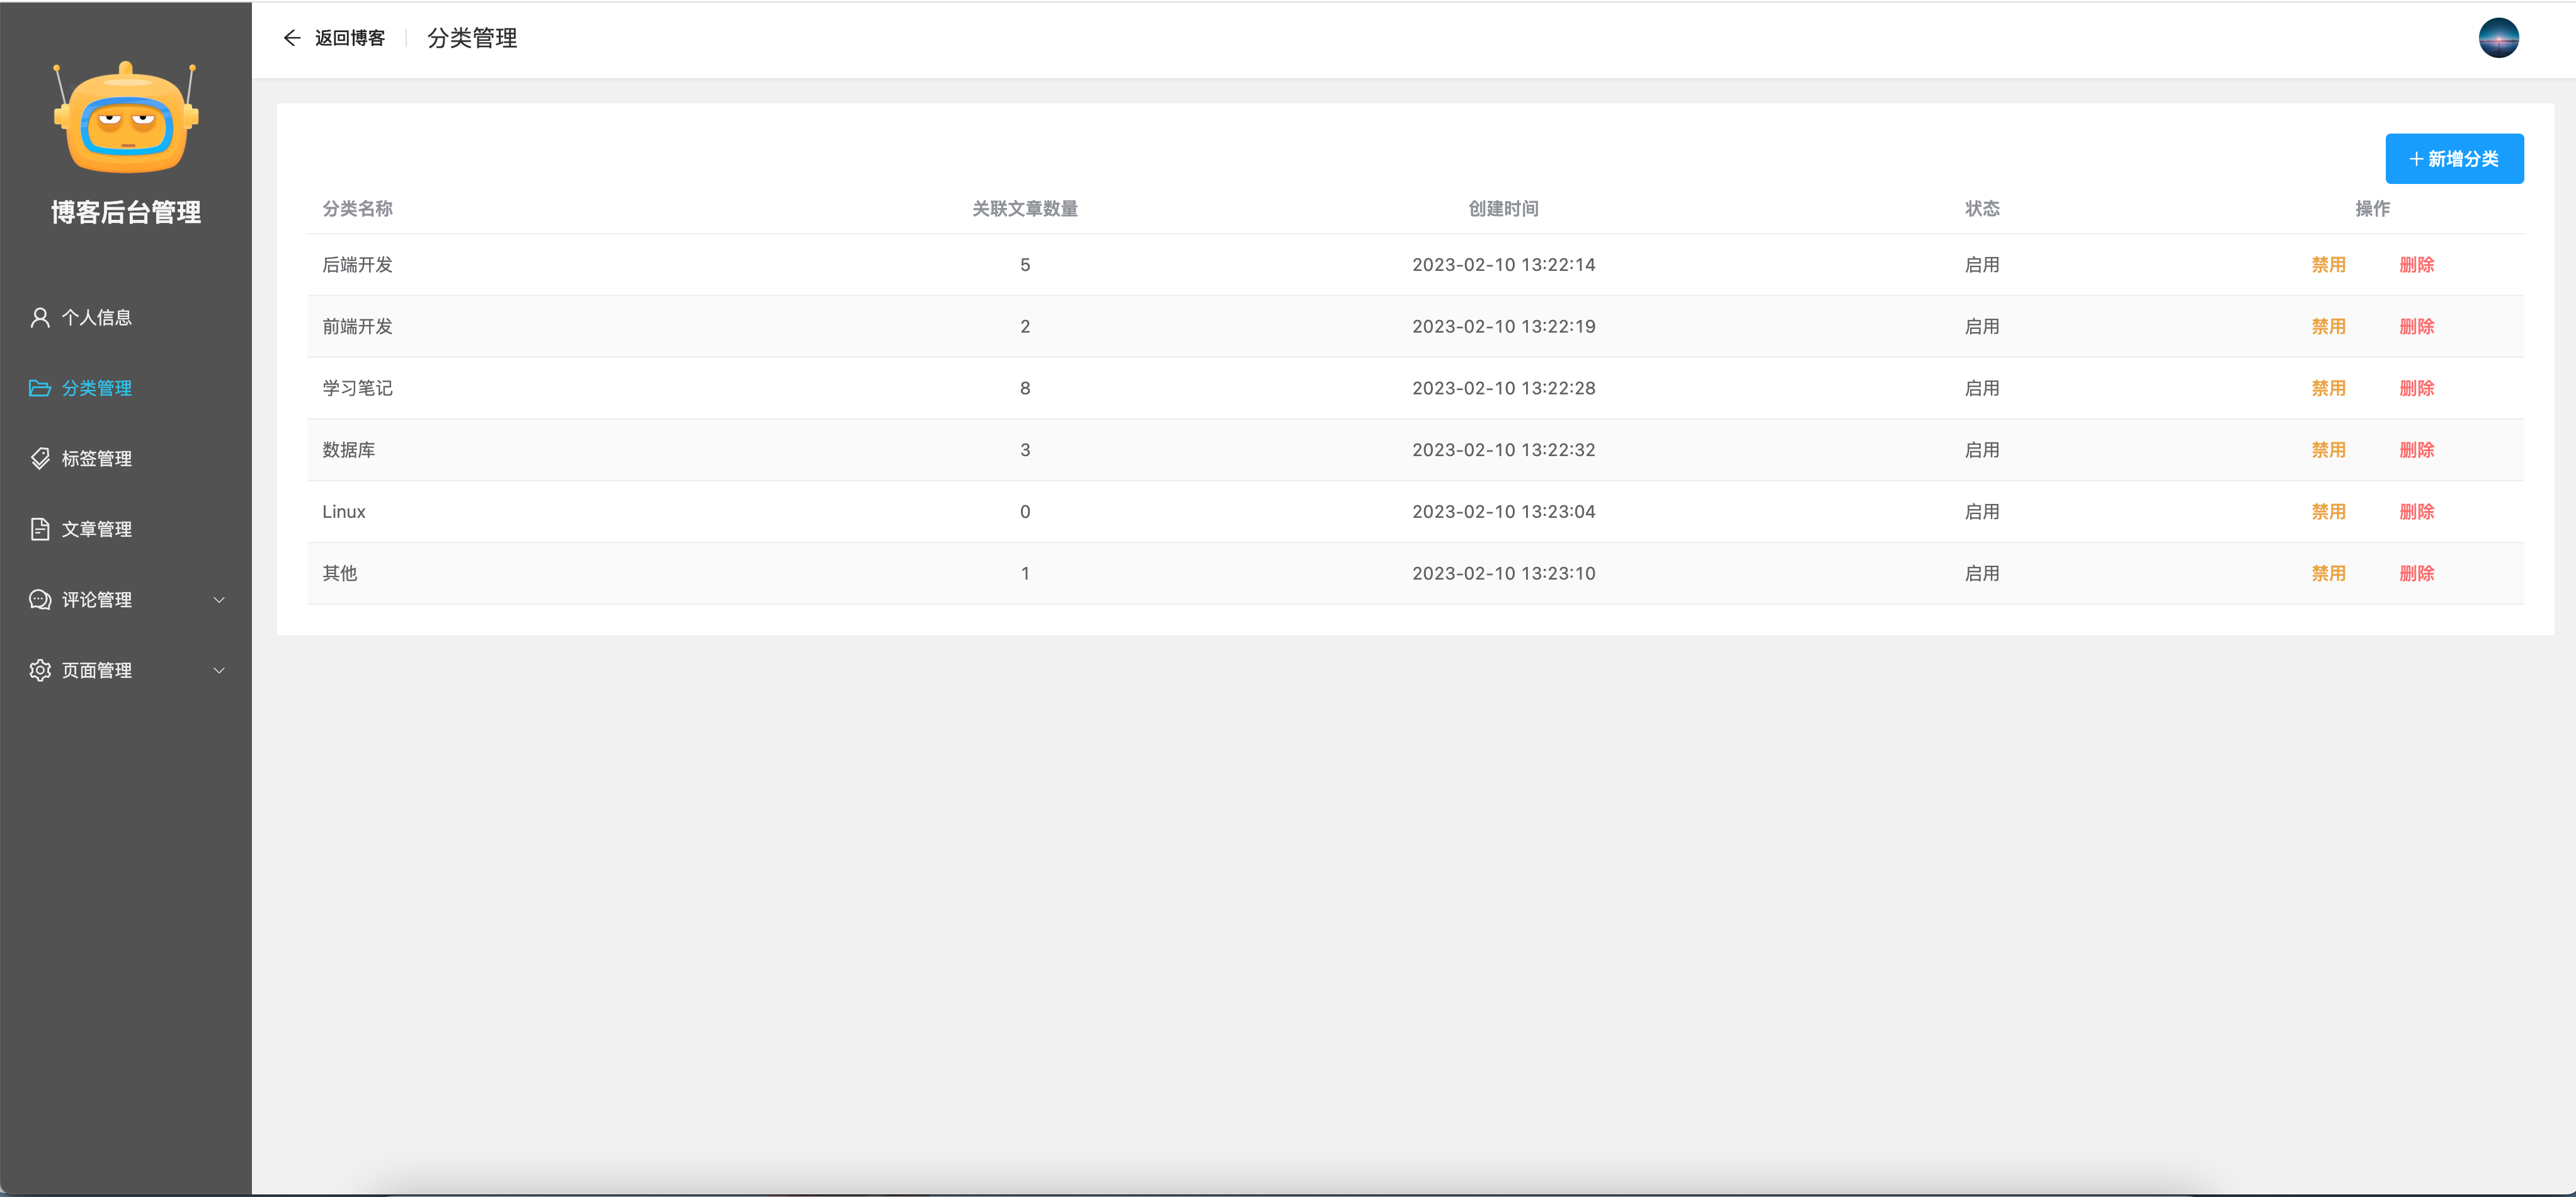 返回博客
分类管理
博客后台管理
个人信息
分类管理
标签管理
文章管理
评论管理
页面管理
新增分类
分类名称 关联文章数量 创建时间 状态 操作
后端开发 5 2023-02-10 13:22:14 启用 禁用 删除
前端开发 2 2023-02-10 13:22:19 启用 禁用 删除
学习笔记 8 2023-02-10 13:22:28 启用 禁用 删除
数据库 3 2023-02-10 13:22:32 启用 禁用 删除
Linux 0 2023-02-10 13:23:04 启用 禁用 删除
其他 1 2023-02-10 13:23:10 启用 禁用 删除